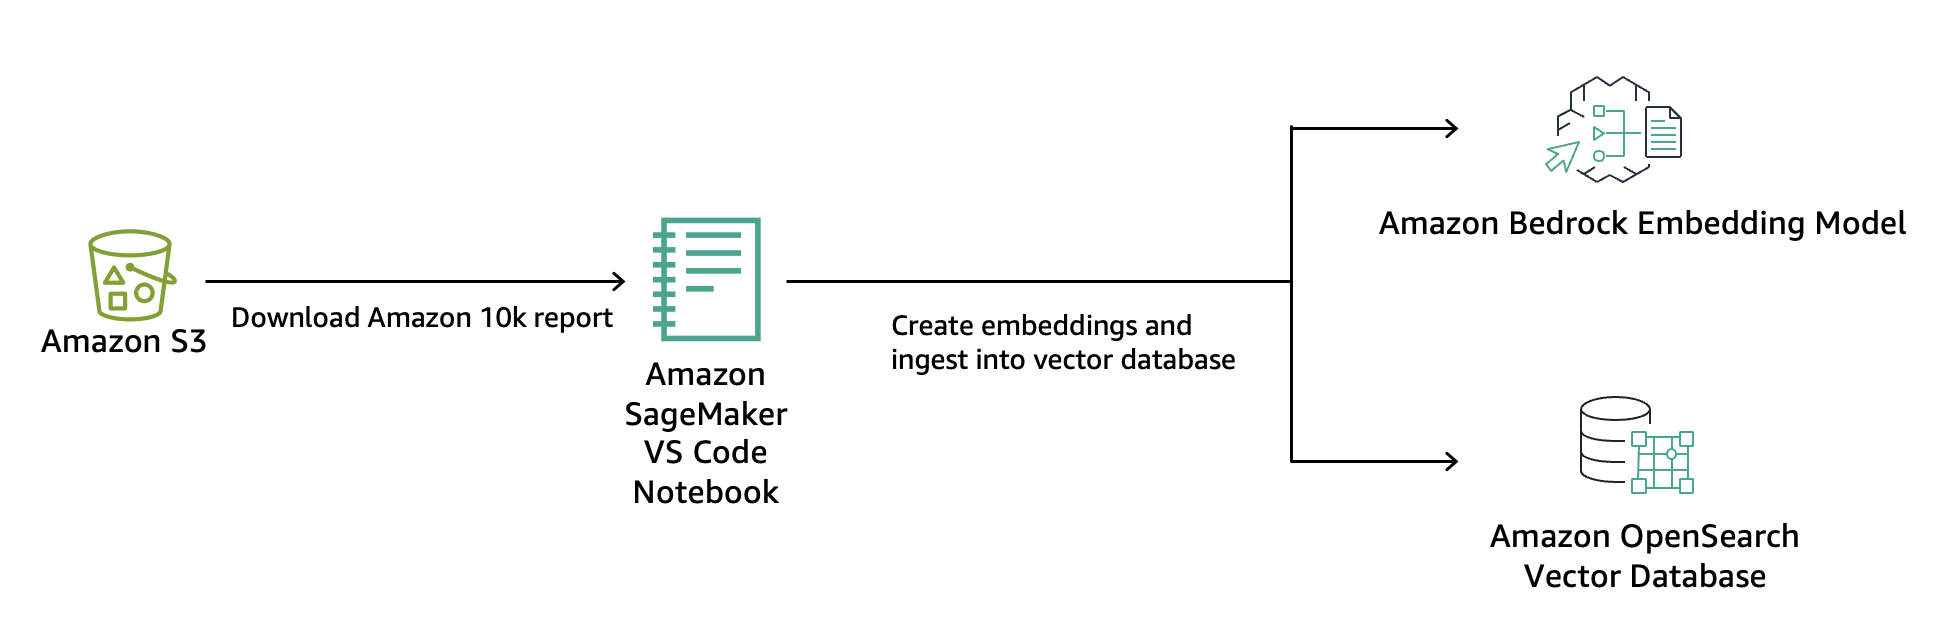 Amazon S3
Download Amazon 10k report
Amazon
SageMaker
VS Code
Notebook
Create embeddings and
ingest into vector database
Amazon Bedrock Embedding Model
Amazon OpenSearch
Vector Database